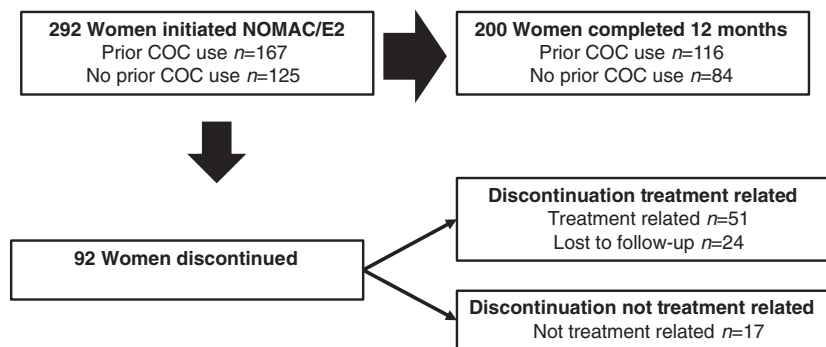 292 Women initiated NOMAC/E2
Prior COC use n=167
No prior COC use n=125
200 Women completed 12 months
Prior COC use n=116
No prior COC use n=84
92 Women discontinued
Discontinuation treatment related
Treatment related n=51
Lost to follow-up n=24
Discontinuation not treatment related
Not treatment related n=17